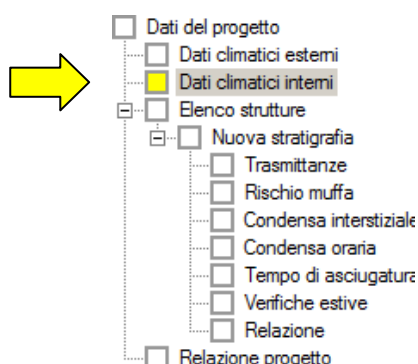 Dati del progetto
Dati climatici esterni
Dati climatici interni
Elenco strutture
Nuova stratigrafia
Trasmittanze
Rischio muffa
Condensa interstiziale
Condensa oraria
Tempo di asciugatura
Verifiche estive
Relazione
Relazione progetto